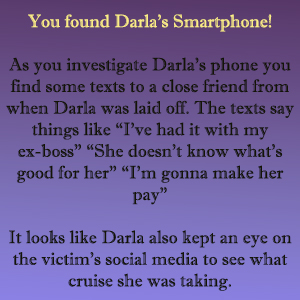 You found Darla's Smartphone!
As you investigate Darla's phone you
find some texts to a close friend from
when Darla was laid off. The texts say
things like “I've had it with my
ex-boss” “She doesn't know what's
good for her” “I'm gonna make her
pay”
It looks like Darla also kept an eye on
the victim's social media to see what
cruise she was taking.